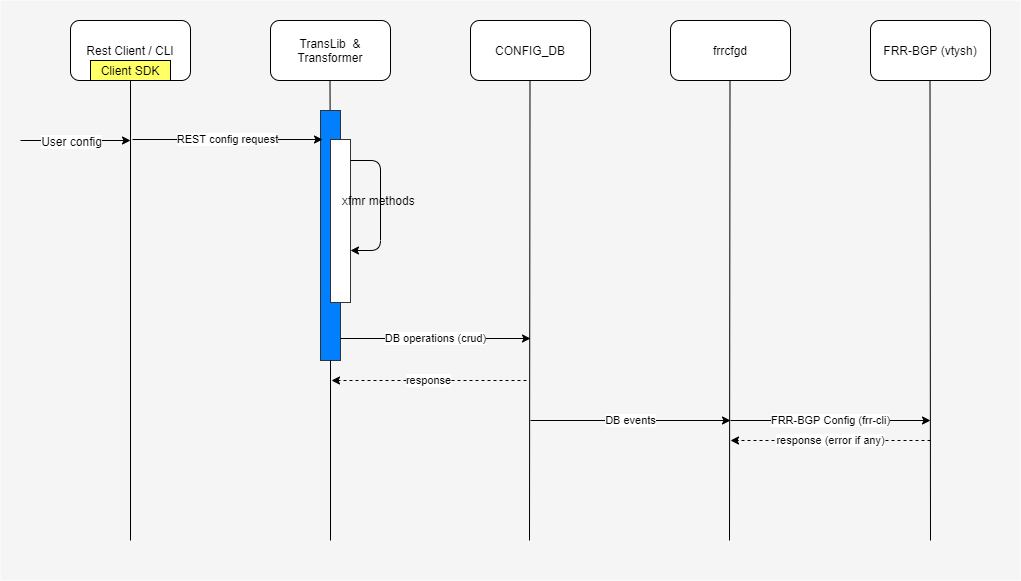 Rest Client / CLI
Client SDK
TransLib &
Transformer
CONFIG_DB
frrcfgd
FRR-BGP (vtysh)
User config
REST config request
xfmr methods
DB operations (crud)
response
DB events
FRR-BGP Config (frr-cli)
response (error if any)